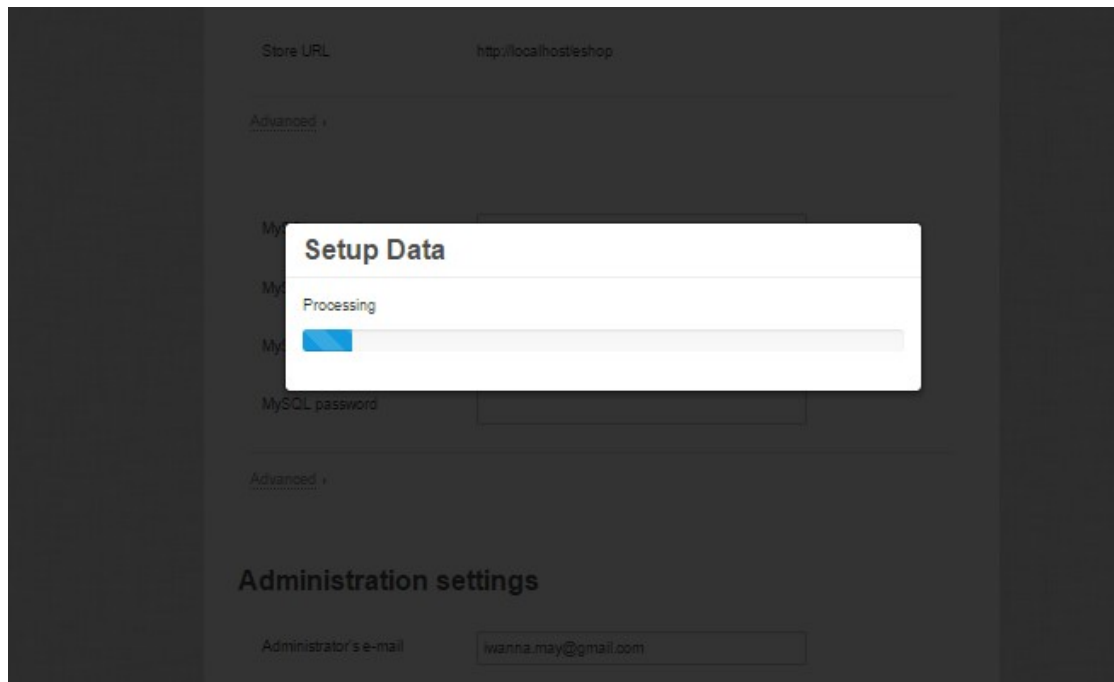 Store URL http://localhost/eshop
Advanced ›
Setup Data
Processing
MySQL password
Advanced ›
Administration settings
Administrator's e-mail iwanna.may@gmail.com